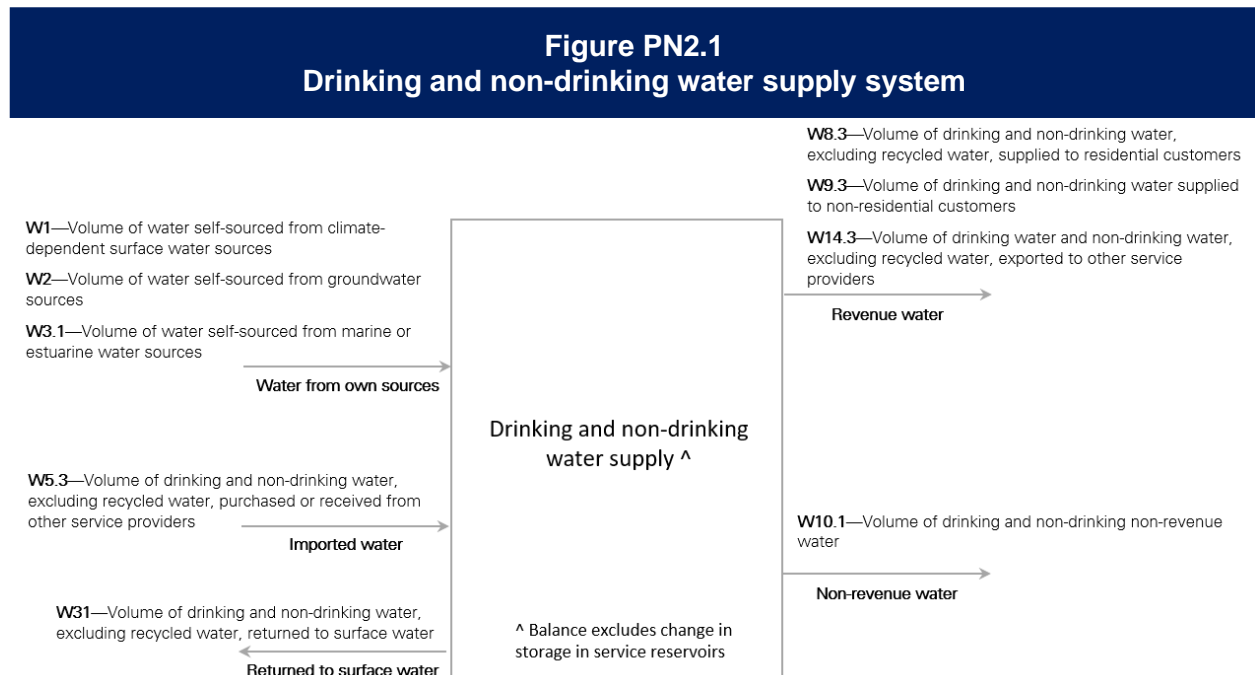 Figure PN2.1
Drinking and non-drinking water supply system
W1—Volume of water self-sourced from climate-
dependent surface water sources
W2—Volume of water self-sourced from groundwater
sources
W3.1—Volume of water self-sourced from marine or
estuarine water sources
Water from own sources
W5.3—Volume of drinking and non-drinking water,
excluding recycled water, purchased or received from
other service providers
Imported water
W31—Volume of drinking and non-drinking water,
excluding recycled water, returned to surface water
Returned to surface water
Drinking and non-drinking
water supply ^
^ Balance excludes change in
storage in service reservoirs
W8.3—Volume of drinking and non-drinking water,
excluding recycled water, supplied to residential customers
W9.3—Volume of drinking and non-drinking water supplied
to non-residential customers
W14.3—Volume of drinking water and non-drinking water,
excluding recycled water, exported to other service
providers
Revenue water
W10.1—Volume of drinking and non-drinking non-revenue
water
Non-revenue water